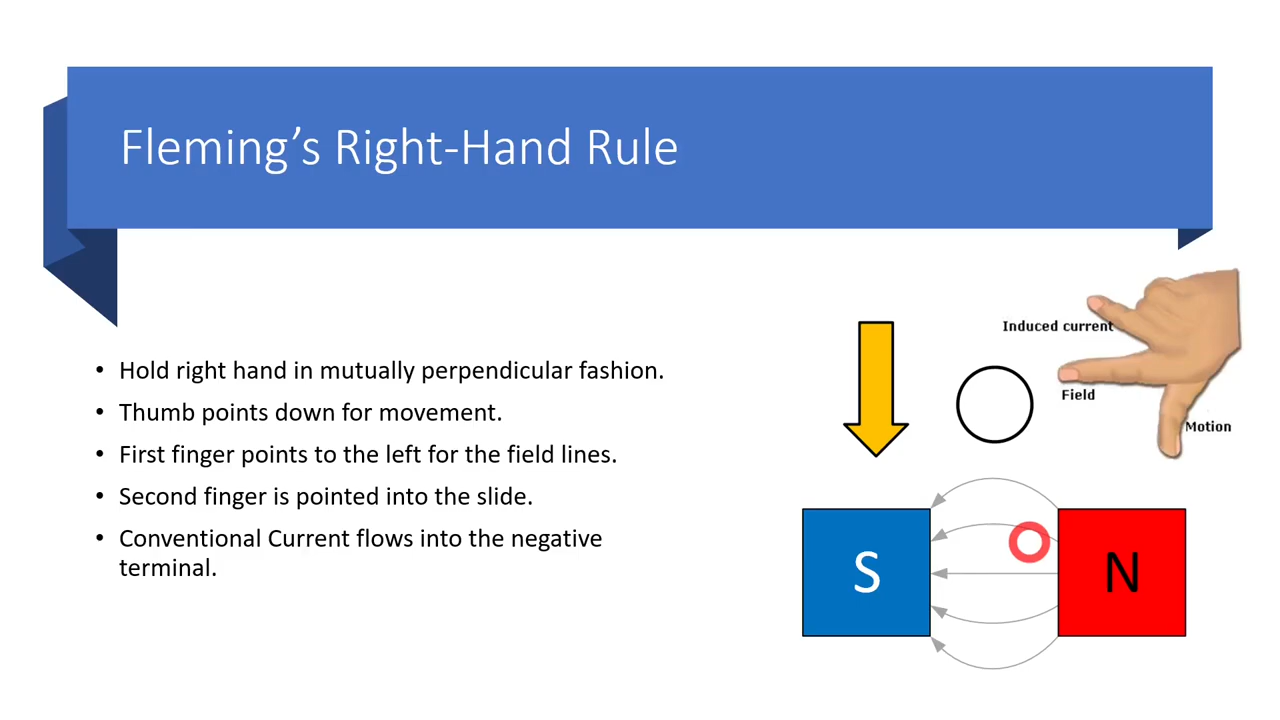 Fleming’s Right-Hand Rule
• Hold right hand in mutually perpendicular fashion.
• Thumb points down for movement.
• First finger points to the left for the field lines.
• Second finger is pointed into the slide.
• Conventional Current flows into the negative
terminal.
Induced current
Field
Motion
S
N